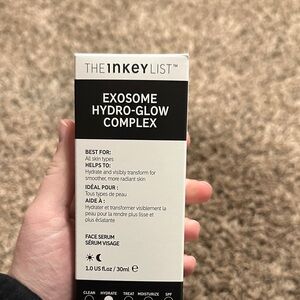 THE INKEY LIST™
EXOSOME
HYDRO-GLOW
COMPLEX
BEST FOR:
All skin types
HELPS TO:
Hydrate and visibly transform for
smoother, more radiant skin
IDÉAL POUR :
Tous types de peau
AIDE À :
Hydrater et transformer visiblement la
peau pour la rendre plus lisse et
plus éclatante
FACE SERUM
SÉRUM VISAGE
1.0 US fl.oz / 30ml ℮
CLEAN HYDRATE TREAT MOISTURIZE SPF